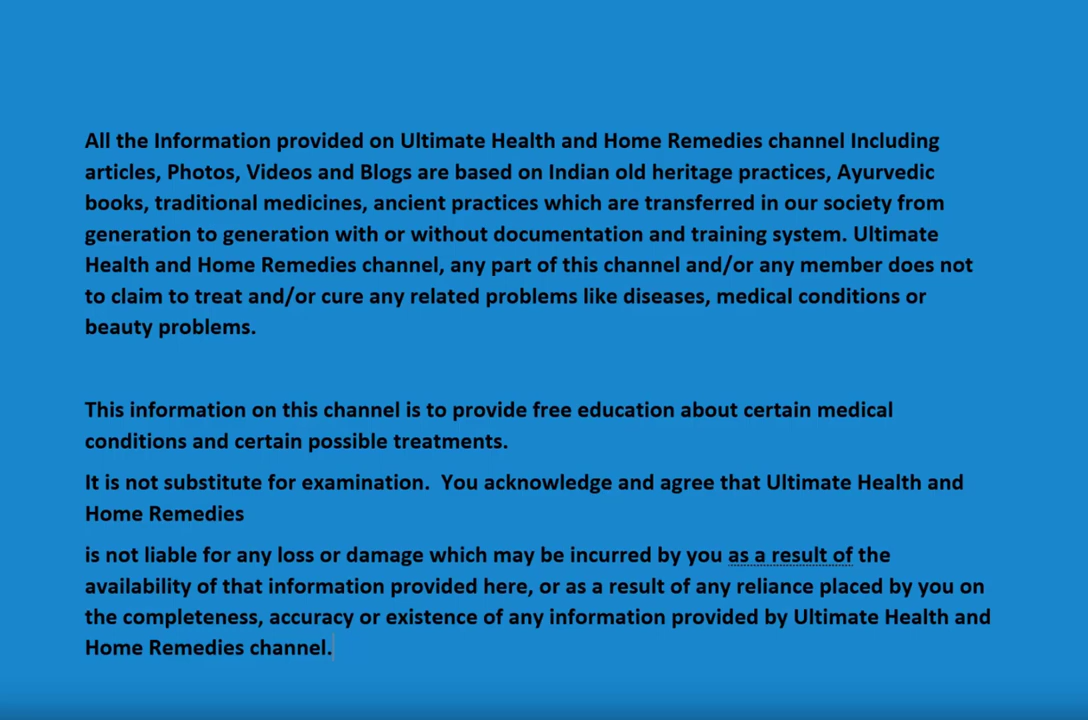 All the Information provided on Ultimate Health and Home Remedies channel Including
articles, Photos, Videos and Blogs are based on Indian old heritage practices, Ayurvedic
books, traditional medicines, ancient practices which are transferred in our society from
generation to generation with or without documentation and training system. Ultimate
Health and Home Remedies channel, any part of this channel and/or any member does not
to claim to treat and/or cure any related problems like diseases, medical conditions or
beauty problems.
This information on this channel is to provide free education about certain medical
conditions and certain possible treatments.
It is not substitute for examination.  You acknowledge and agree that Ultimate Health and
Home Remedies
is not liable for any loss or damage which may be incurred by you as a result of the
availability of that information provided here, or as a result of any reliance placed by you on
the completeness, accuracy or existence of any information provided by Ultimate Health and
Home Remedies channel.